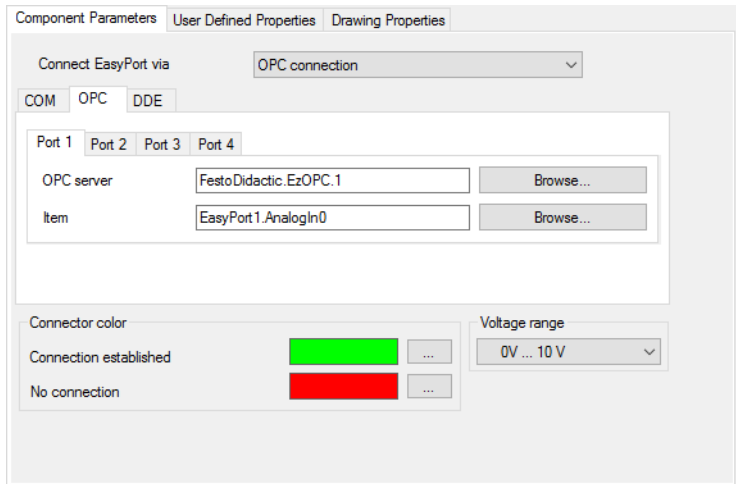 Component Parameters User Defined Properties Drawing Properties
Connect EasyPort via OPC connection
COM OPC DDE
Port 1 Port 2 Port 3 Port 4
OPC server FestoDidactic.EzOPC.1 Browse...
Item EasyPort1.AnalogIn0 Browse...
Connector color Voltage range
Connection established ... 0V ... 10 V
No connection ...